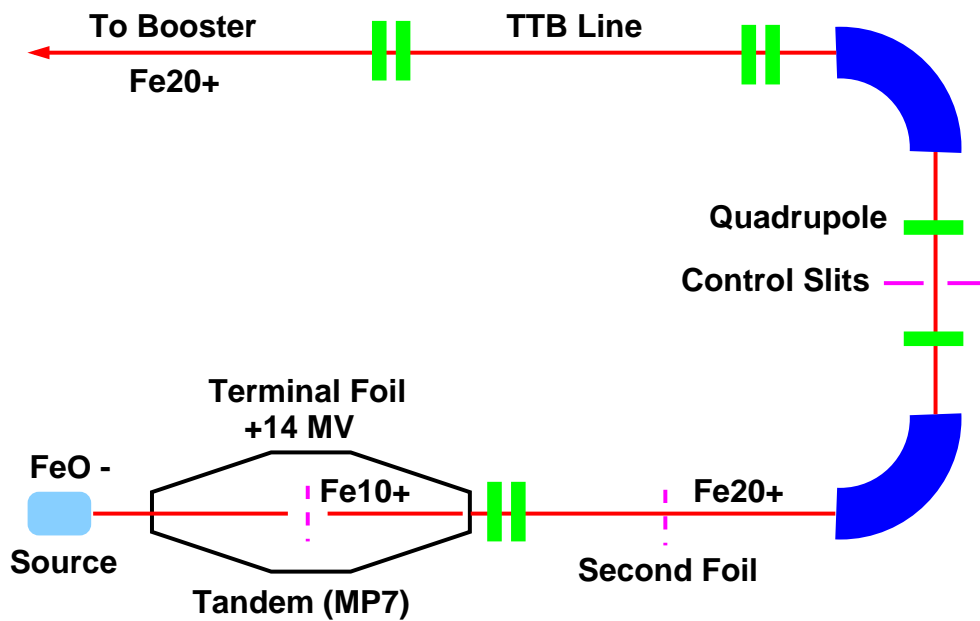 To Booster
TTB Line
Fe20+
Quadrupole
Control Slits
Terminal Foil
+14 MV
FeO -
Fe10+
Fe20+
Source
Second Foil
Tandem (MP7)